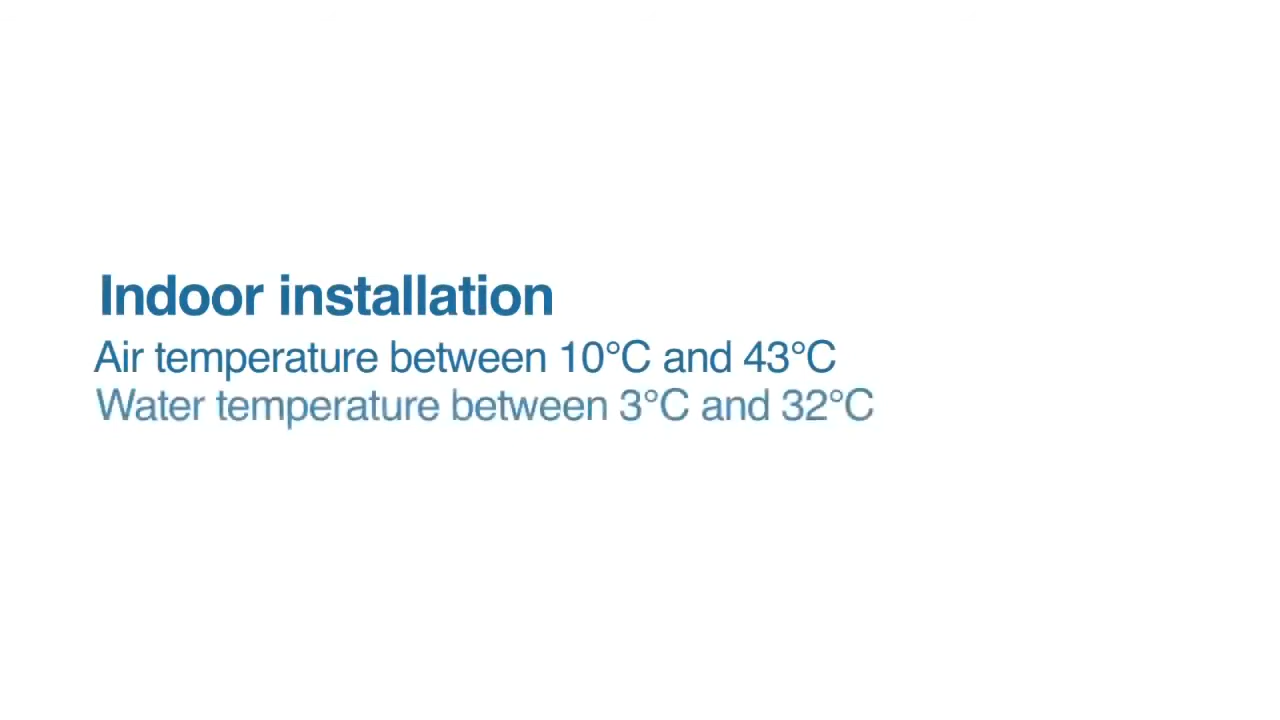 Indoor installation
Air temperature between 10°C and 43°C
Water temperature between 3°C and 32°C